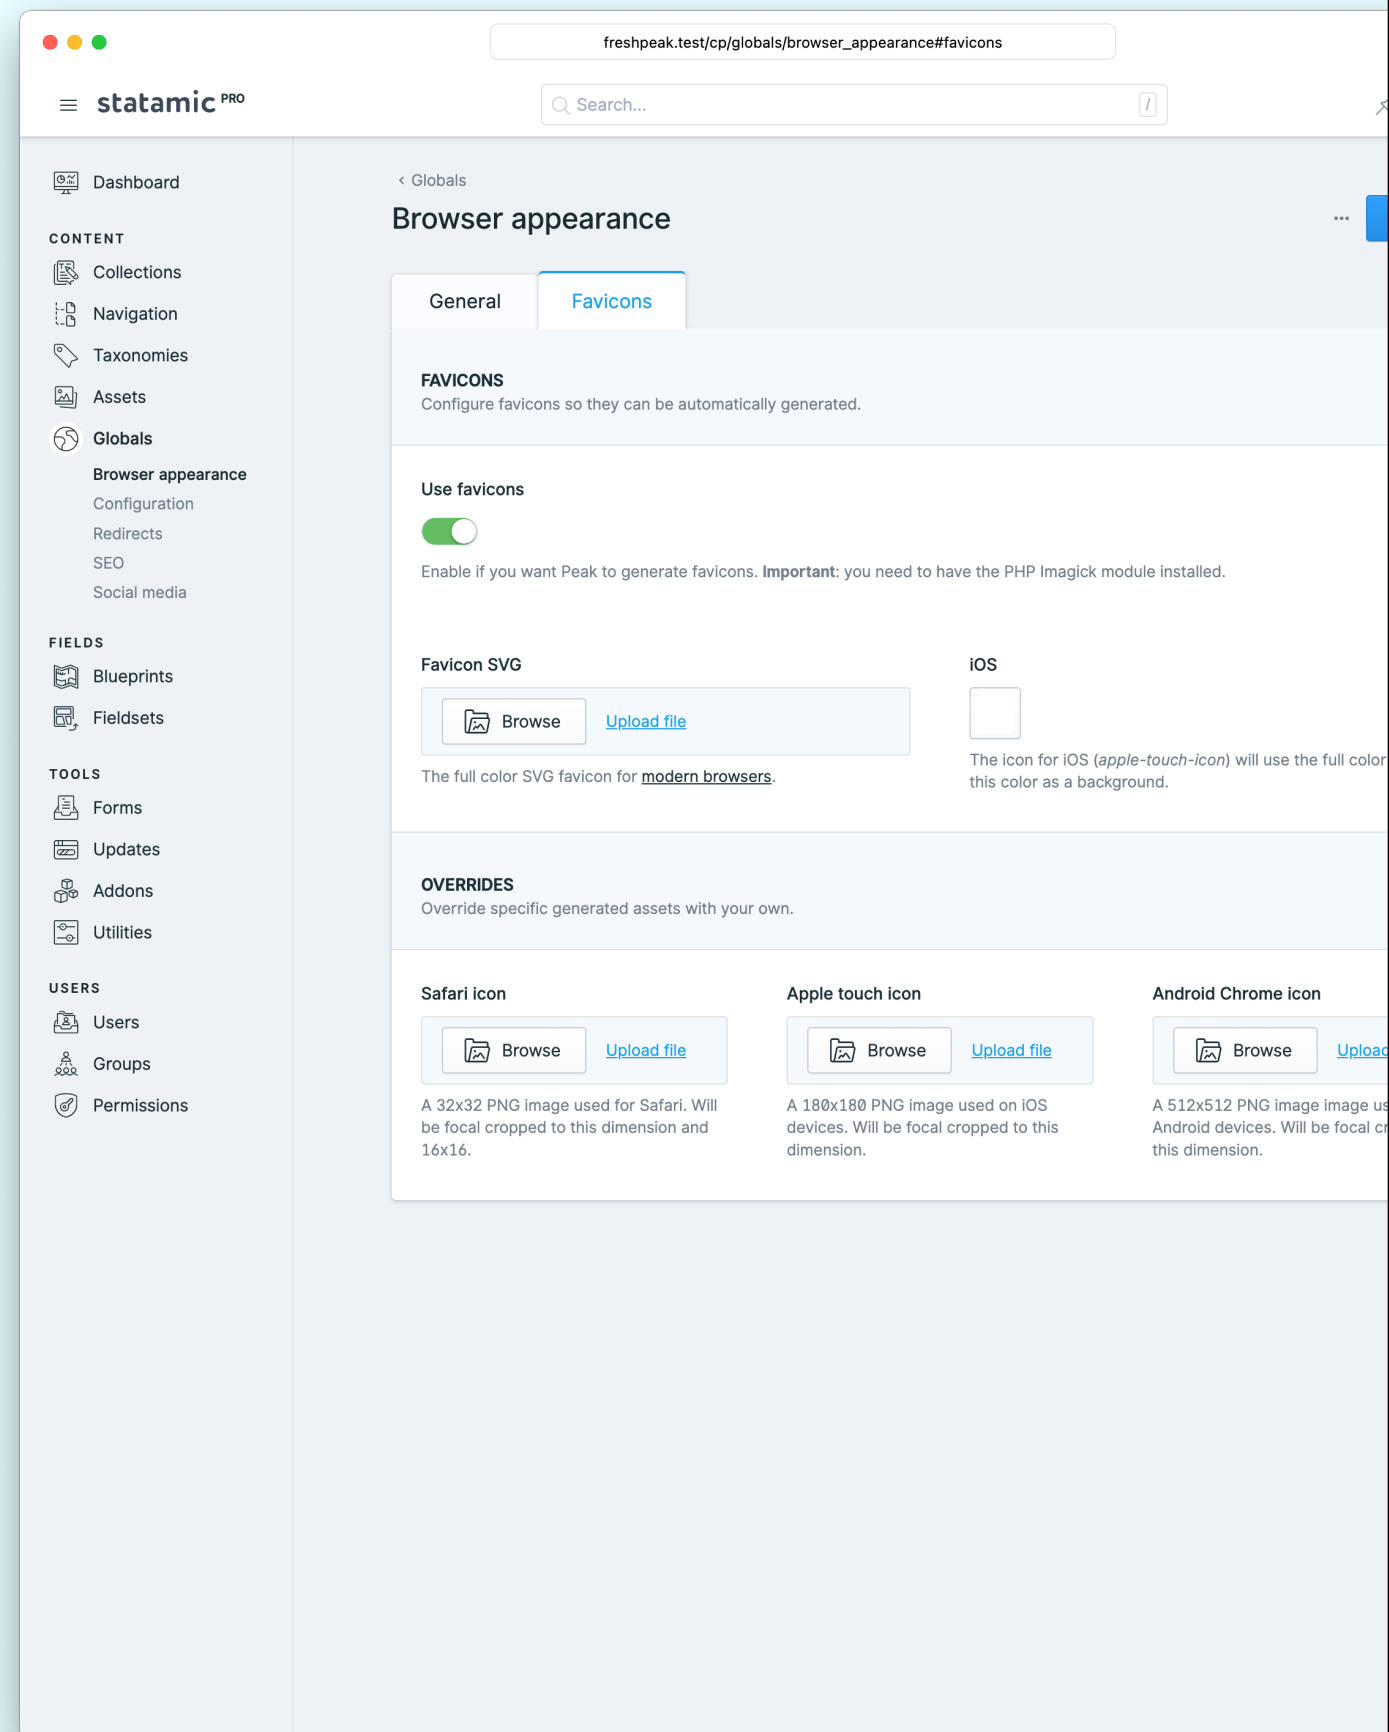 freshpeak.test/cp/globals/browser_appearance#favicons
statamic PRO
Search...
/
Dashboard
CONTENT
Collections
Navigation
Taxonomies
Assets
Globals
Browser appearance
Configuration
Redirects
SEO
Social media
FIELDS
Blueprints
Fieldsets
TOOLS
Forms
Updates
Addons
Utilities
USERS
Users
Groups
Permissions
‹ Globals
Browser appearance
General
Favicons
FAVICONS
Configure favicons so they can be automatically generated.
Use favicons
Enable if you want Peak to generate favicons. Important: you need to have the PHP Imagick module installed.
Favicon SVG
Browse
Upload file
The full color SVG favicon for modern browsers.
iOS
The icon for iOS (apple-touch-icon) will use the full color
this color as a background.
OVERRIDES
Override specific generated assets with your own.
Safari icon
Browse
Upload file
A 32x32 PNG image used for Safari. Will
be focal cropped to this dimension and
16x16.
Apple touch icon
Browse
Upload file
A 180x180 PNG image used on iOS
devices. Will be focal cropped to this
dimension.
Android Chrome icon
Browse
Upload
A 512x512 PNG image image us
Android devices. Will be focal cr
this dimension.